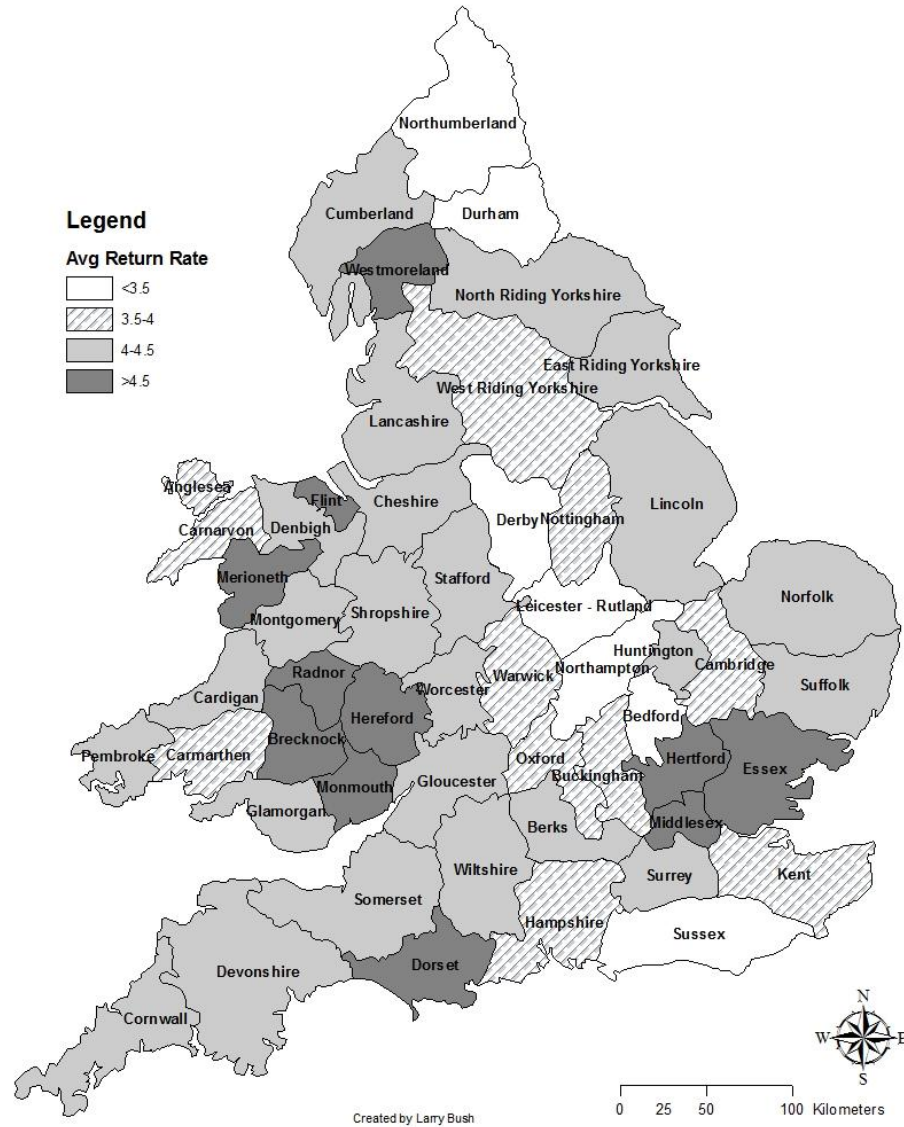 Northumberland
Cumberland
Durham
Legend
Avg Return Rate
<3.5
3.5-4
4-4.5
>4.5
Westmoreland
North Riding Yorkshire
East Riding Yorkshire
West Riding Yorkshire
Lancashire
Anglesea
Flint
Cheshire
Lincoln
Carnarvon
Denbigh
Derby
Nottingham
Merioneth
Stafford
Norfolk
Leicester - Rutland
Montgomery
Shropshire
Huntington
Radnor
Warwick
Northampton
Cambridge
Cardigan
Worcester
Suffolk
Hereford
Bedford
Brecknock
Pembroke
Carmarthen
Oxford
Hertford
Essex
Buckingham
Monmouth
Gloucester
Glamorgan
Middlesex
Berks
Wiltshire
Surrey
Kent
Somerset
Hampshire
Sussex
Dorset
Devonshire
Cornwall
N
W E
S
0 25 50 100 Kilometers
Created by Larry Bush